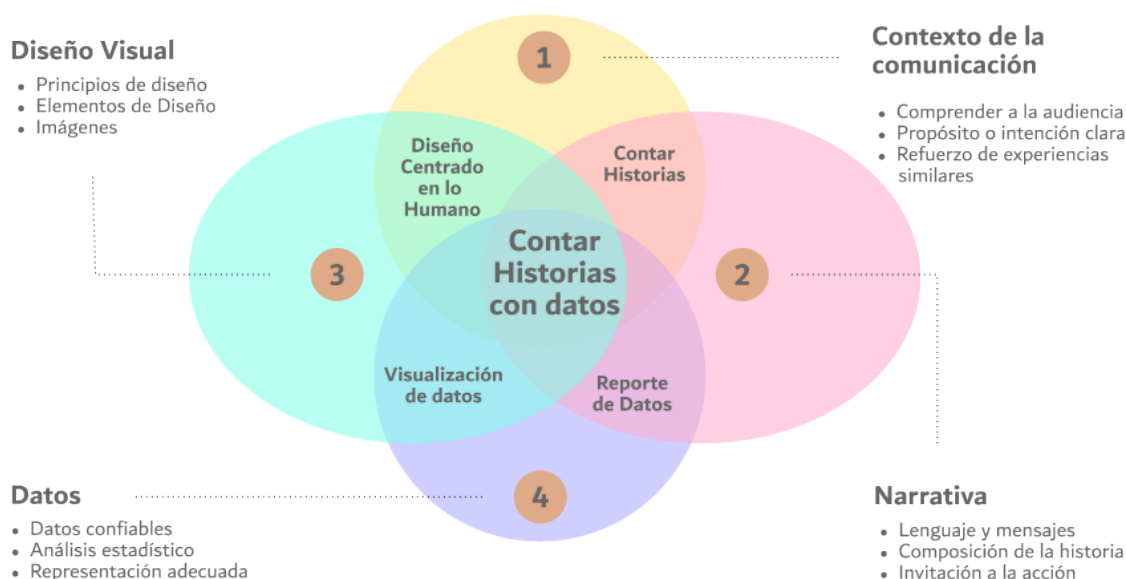 Diseño Visual
• Principios de diseño
• Elementos de Diseño
• Imágenes
1
Contexto de la
comunicación
• Comprender a la audiencia
• Propósito o intención clara
• Refuerzo de experiencias
similares
Diseño
Centrado
en lo
Humano
Contar
Historias
3
Contar
Historias
con datos
2
Visualización
de datos
Reporte
de Datos
4
Datos
• Datos confiables
• Análisis estadístico
• Representación adecuada
Narrativa
• Lenguaje y mensajes
• Composición de la historia
• Invitación a la acción